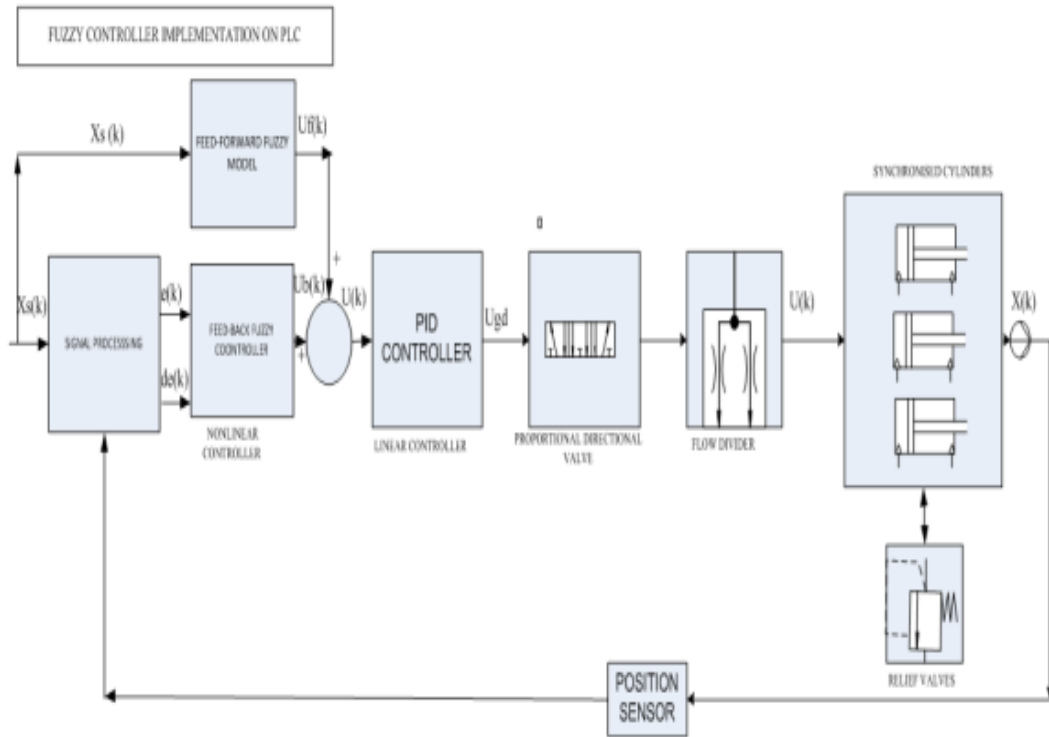 FUZZY CONTROLLER IMPLEMENTATION ON PLC
Xs (k)
FEED-FORWARD FUZZY
MODEL
Uf(k)
SYNCHRONISED CYLINDERS
Xs(k)
SIGNAL PROCESSSING
e(k)
de(k)
FEED-BACK FUZZY
COONTROLLER
NONLINEAR
CONTROLLER
Ub(k)
+
+
U(k)
PID
CONTROLLER
LINEAR CONTROLLER
Ugd
PROPORTIONAL DIRECTIONAL
VALVE
FLOW DIVIDER
U(k)
X(k)
RELIEF VALVES
POSITION
SENSOR